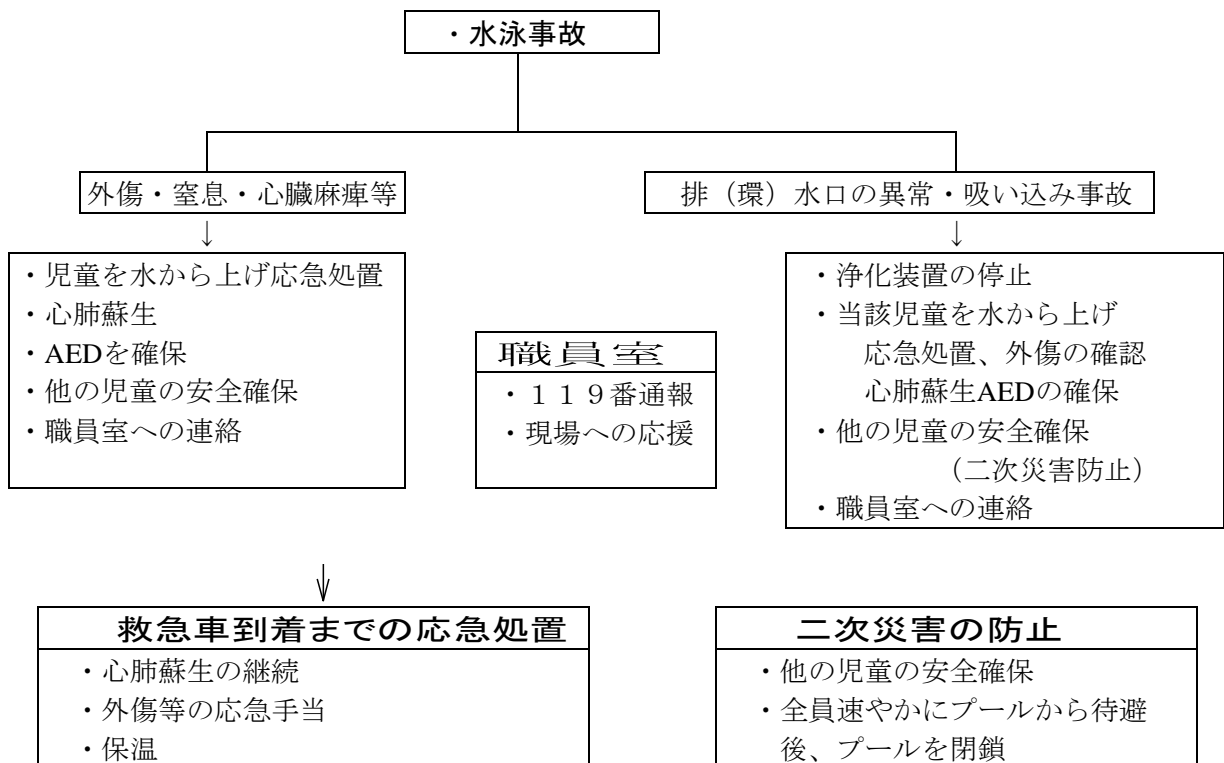 ・水泳事故
外傷・窒息・心臓麻痺等
排（環）水口の異常・吸い込み事故
↓
↓
・児童を水から上げ応急処置
・心肺蘇生
・AEDを確保
・他の児童の安全確保
・職員室への連絡
職員室
・１１９番通報
・現場への応援
・浄化装置の停止
・当該児童を水から上げ
応急処置、外傷の確認
心肺蘇生AEDの確保
・他の児童の安全確保
（二次災害防止）
・職員室への連絡
救急車到着までの応急処置
・心肺蘇生の継続
・外傷等の応急手当
・保温
二次災害の防止
・他の児童の安全確保
・全員速やかにプールから待避
後、プールを閉鎖